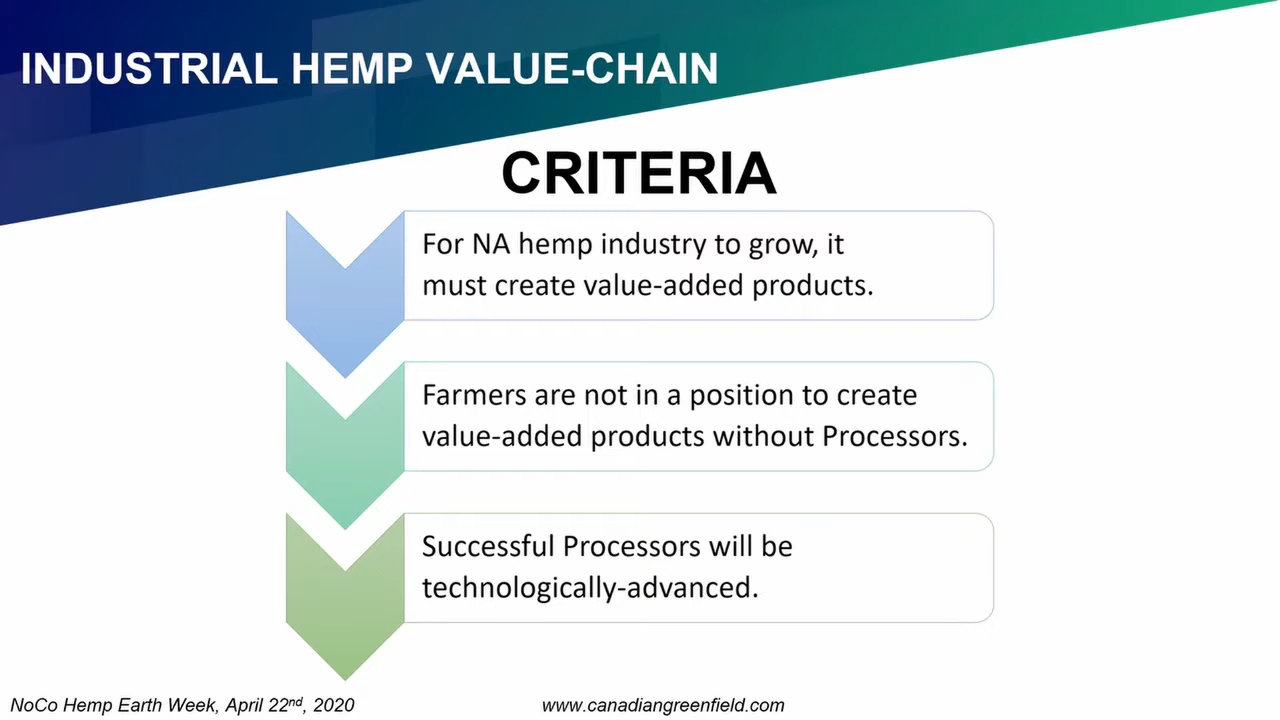 INDUSTRIAL HEMP VALUE-CHAIN
CRITERIA
For NA hemp industry to grow, it
must create value-added products.
Farmers are not in a position to create
value-added products without Processors.
Successful Processors will be
technologically-advanced.
NoCo Hemp Earth Week, April 22nd, 2020
www.canadiangreenfield.com